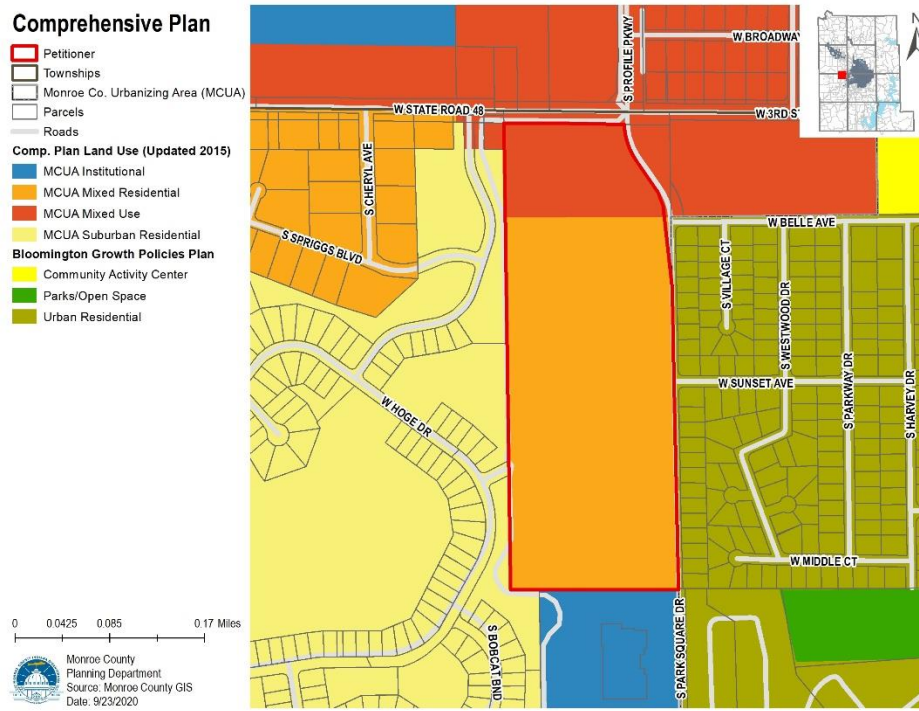 Comprehensive Plan
Petitioner
Townships
Monroe Co. Urbanizing Area (MCUA)
Parcels
Roads
Comp. Plan Land Use (Updated 2015)
MCUA Institutional
MCUA Mixed Residential
MCUA Mixed Use
MCUA Suburban Residential
Bloomington Growth Policies Plan
Community Activity Center
Parks/Open Space
Urban Residential
0 0.0425 0.085 0.17 Miles
Monroe County
Planning Department
Source: Monroe County GIS
Date: 9/23/2020
S PROFILE PKWY
W BROADWAY
W STATE ROAD 48
W 3RD S
S CHERYL AVE
S SPRIGGS BLVD
W BELLE AVE
S VILLAGE CT
S WESTWOOD DR
S PARKWAY DR
S HARVEY DR
W SUNSET AVE
W HOGE DR
W MIDDLE CT
S BOBCAT BND
S PARK SQUARE DR